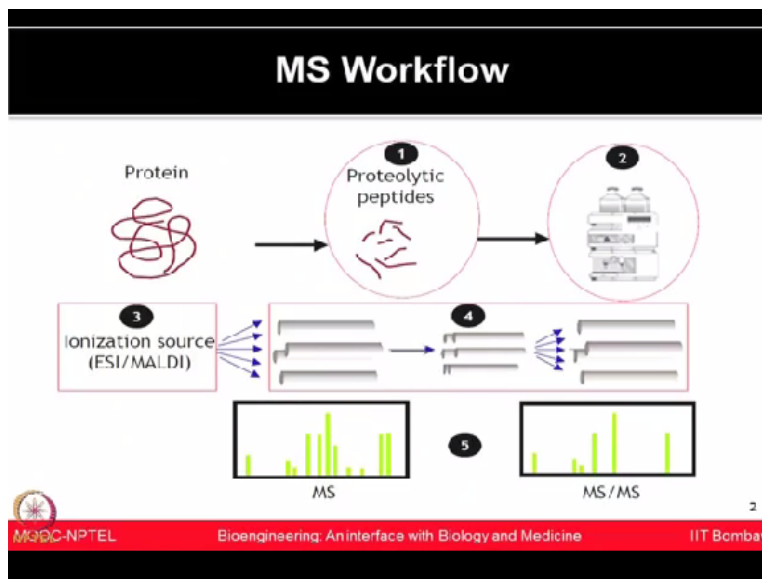 MS Workflow
Protein
1
Proteolytic
peptides
2
3
Ionization source
(ESI/MALDI)
4
5
MS
MS/MS
2
MOOC-NPTEL
Bioengineering: An interface with Biology and Medicine
IIT Bombay